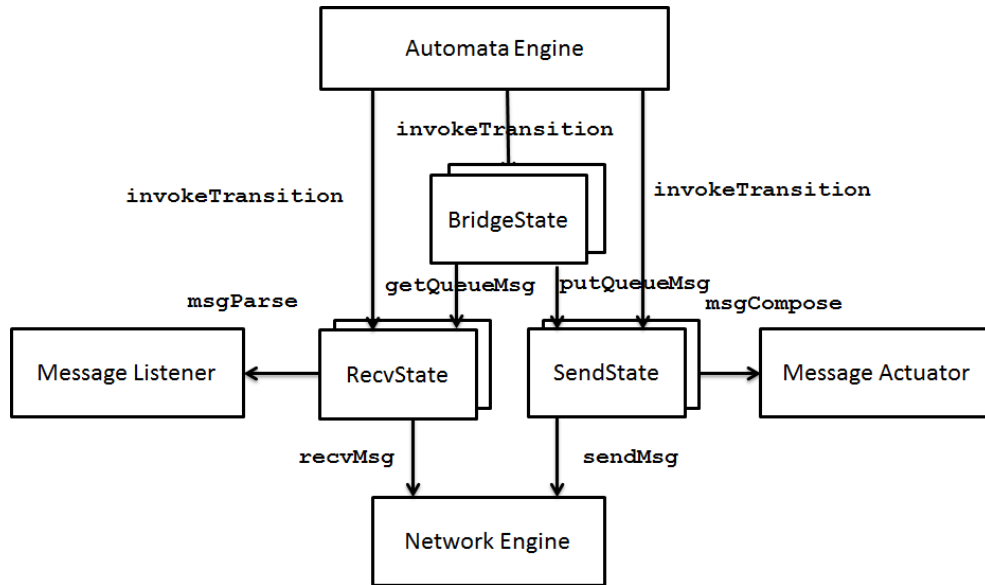 Automata Engine
invokeTransition
invokeTransition
invokeTransition
BridgeState
getQueueMsg
putQueueMsg
msgParse
msgCompose
Message Listener
RecvState
SendState
Message Actuator
recvMsg
sendMsg
Network Engine